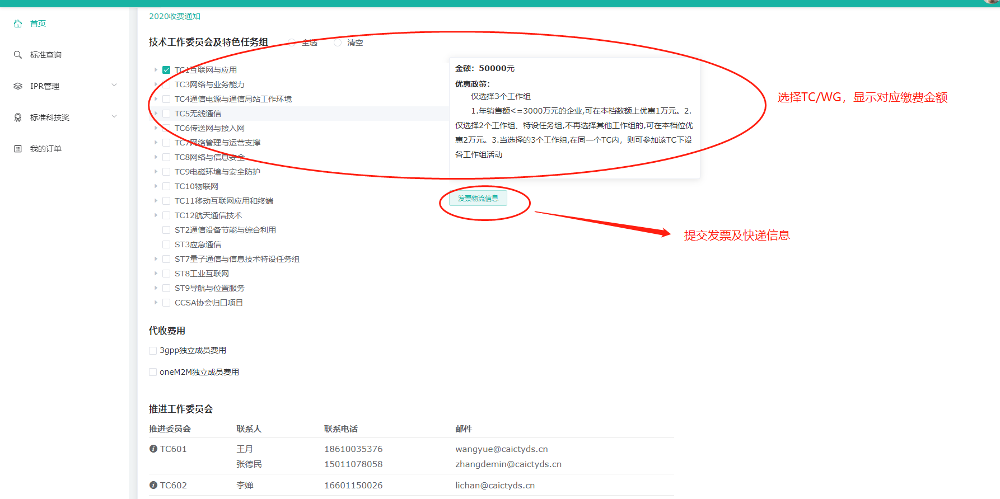 首页
标准查询
IPR管理
标准科技奖
我的订单
2020收费通知
技术工作委员会及特色任务组 全选 清空
TC1互联网与应用
TC3网络与业务能力
TC4通信电源与通信局站工作环境
TC5无线通信
TC6传送网与接入网
TC7网络管理与运营支撑
TC8网络与信息安全
TC9电磁环境与安全防护
TC10物联网
TC11移动互联网应用和终端
TC12航天通信技术
ST2通信设备节能与综合利用
ST3应急通信
ST7量子通信与信息技术特设任务组
ST8工业互联网
ST9导航与位置服务
CCSA协会归口项目
金额：50000元
优惠政策：
仅选择3个工作组
1.年销售额<=3000万元的企业,可在本档数额上优惠1万元。2.
仅选择2个工作组、特设任务组,不再选择其他工作组的,可在本档位优
惠2万元。3.当选择的3个工作组,在同一个TC内，则可参加该TC下设
各工作组活动
选择TC/WG，显示对应缴费金额
发票物流信息
提交发票及快递信息
代收费用
3gpp独立成员费用
oneM2M独立成员费用
推进工作委员会
推进委员会 联系人 联系电话 邮件
TC601 王月 18610035376 wangyue@caictyds.cn
张德民 15011078058 zhangdemin@caictyds.cn
TC602 李婵 16601150026 lichan@caictyds.cn